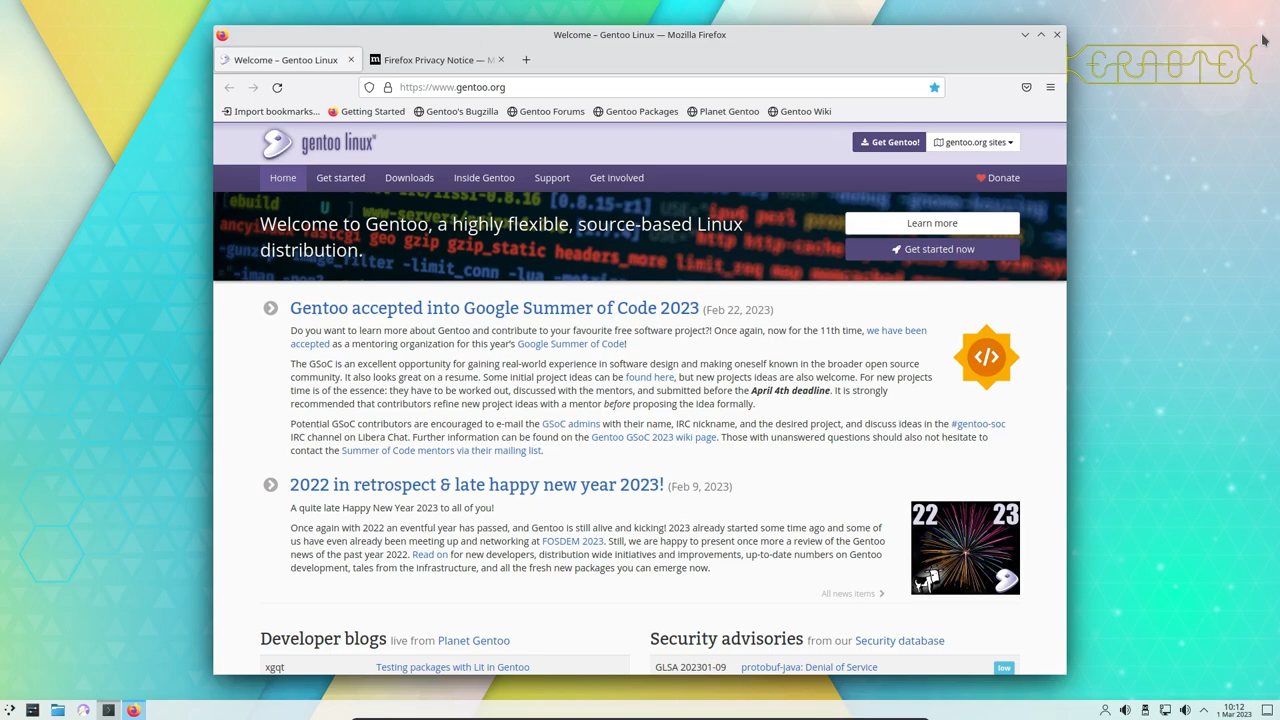 Welcome – Gentoo Linux — Mozilla Firefox
Welcome – Gentoo Linux
Firefox Privacy Notice — M
https://www.gentoo.org
Import bookmarks...
Getting Started
Gentoo's Bugzilla
Gentoo Forums
Gentoo Packages
Planet Gentoo
Gentoo Wiki
KERAOTEX
gentoo linux
Get Gentoo!
gentoo.org sites
Home
Get started
Downloads
Inside Gentoo
Support
Get involved
Donate
Welcome to Gentoo, a highly flexible, source-based Linux
distribution.
Learn more
Get started now
Gentoo accepted into Google Summer of Code 2023 (Feb 22, 2023)
Do you want to learn more about Gentoo and contribute to your favourite free software project?! Once again, now for the 11th time, we have been
accepted as a mentoring organization for this year's Google Summer of Code!
The GSoC is an excellent opportunity for gaining real-world experience in software design and making oneself known in the broader open source
community. It also looks great on a resume. Some initial project ideas can be found here, but new projects ideas are also welcome. For new projects
time is of the essence: they have to be worked out, discussed with the mentors, and submitted before the April 4th deadline. It is strongly
recommended that contributors refine new project ideas with a mentor before proposing the idea formally.
Potential GSoC contributors are encouraged to e-mail the GSoC admins with their name, IRC nickname, and the desired project, and discuss ideas in the #gentoo-soc
IRC channel on Libera Chat. Further information can be found on the Gentoo GSoC 2023 wiki page. Those with unanswered questions should also not hesitate to
contact the Summer of Code mentors via their mailing list.
2022 in retrospect & late happy new year 2023! (Feb 9, 2023)
A quite late Happy New Year 2023 to all of you!
Once again with 2022 an eventful year has passed, and Gentoo is still alive and kicking! 2023 already started some time ago and some of
us have even already been meeting up and networking at FOSDEM 2023. Still, we are happy to present once more a review of the Gentoo
news of the past year 2022. Read on for new developers, distribution wide initiatives and improvements, up-to-date numbers on Gentoo
development, tales from the infrastructure, and all the fresh new packages you can emerge now.
22 23
All news items
Developer blogs live from Planet Gentoo
xgqt Testing packages with Lit in Gentoo
Security advisories from our Security database
GLSA 202301-09 protobuf-java: Denial of Service low
10:12
1 Mar 2023